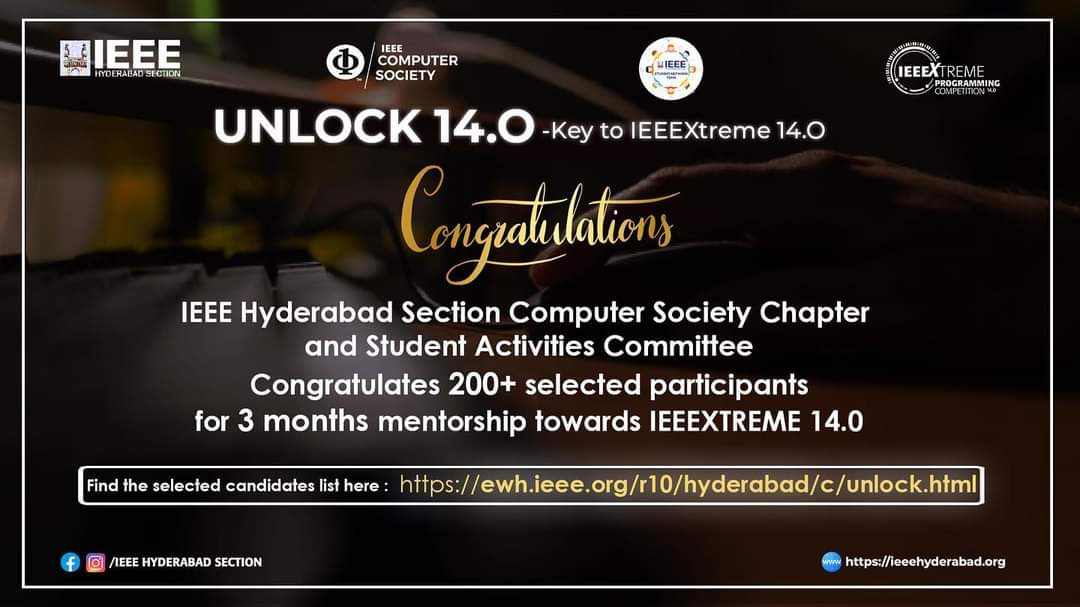 IEEE
HYDERABAD SECTION
IEEE
COMPUTER
SOCIETY
IEEE
IEEEXTREME
PROGRAMMING
COMPETITION 14.0
UNLOCK 14.O -Key to IEEEXtreme 14.O
Congratulations
IEEE Hyderabad Section Computer Society Chapter
and Student Activities Committee
Congratulates 200+ selected participants
for 3 months mentorship towards IEEEXTREME 14.0
Find the selected candidates list here : https://ewh.ieee.org/r10/hyderabad/c/unlock.html
/IEEE HYDERABAD SECTION
www https://ieeehyderabad.org